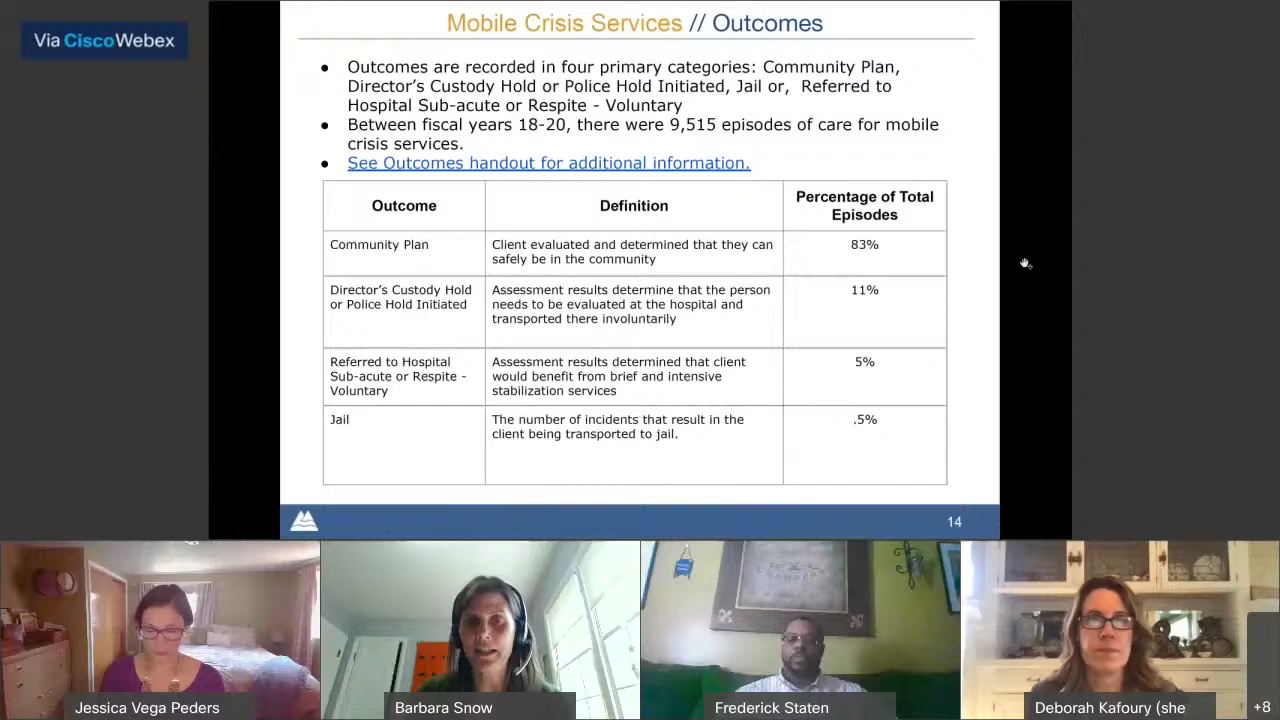 Via CiscoWebex
Mobile Crisis Services // Outcomes
● Outcomes are recorded in four primary categories: Community Plan,
Director's Custody Hold or Police Hold Initiated, Jail or, Referred to
Hospital Sub-acute or Respite - Voluntary
● Between fiscal years 18-20, there were 9,515 episodes of care for mobile
crisis services.
● See Outcomes handout for additional information.
Outcome
Definition
Percentage of Total
Episodes
Community Plan
Client evaluated and determined that they can
safely be in the community
83%
Director's Custody Hold
or Police Hold Initiated
Assessment results determine that the person
needs to be evaluated at the hospital and
transported there involuntarily
11%
Referred to Hospital
Sub-acute or Respite -
Voluntary
Assessment results determined that client
would benefit from brief and intensive
stabilization services
5%
Jail
The number of incidents that result in the
client being transported to jail.
.5%
14
Jessica Vega Peders
Barbara Snow
Frederick Staten
Deborah Kafoury (she
+8